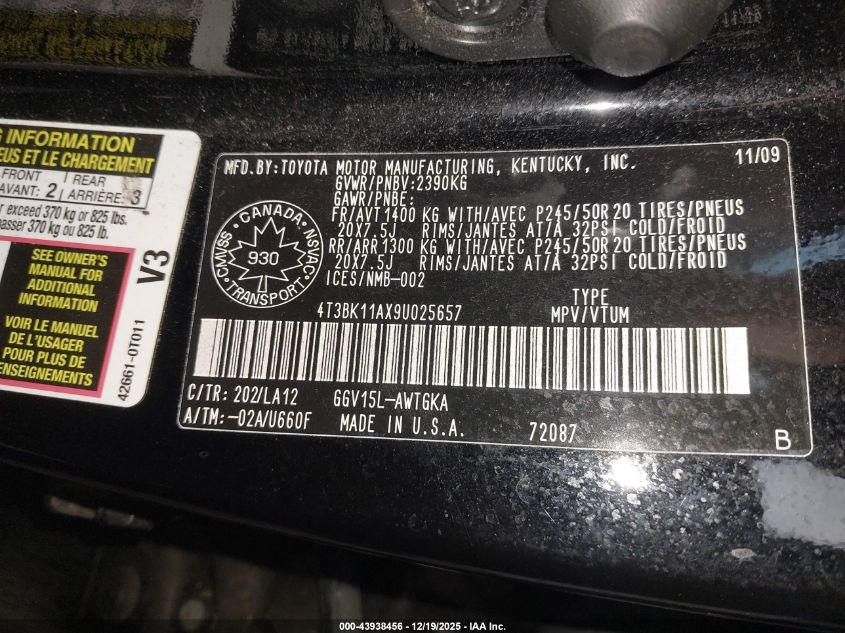 G INFORMATION
EUS ET LE CHARGEMENT
FRONT
AVANT: 2
REAR
ARRIÈRE: 3
r exceed 370 kg or 825 lbs.
passer 370 kg ou 825 lb.
SEE OWNER'S
MANUAL FOR
ADDITIONAL
INFORMATION
VOIR LE MANUEL
DE L'USAGER
POUR PLUS DE
RENSEIGNEMENTS
V3
42661-0T011
MFD.BY:TOYOTA MOTOR MANUFACTURING, KENTUCKY, INC. 11/09
GVWR/PNBV:2390KG
GAWR/PNBE:
FR/AVT 1400 KG WITH/AVEC P245/50R20 TIRES/PNEUS
20X7.5J RIMS/JANTES AT/A 32PSI COLD/FROID
RR/ARR 1300 KG WITH/AVEC P245/50R20 TIRES/PNEUS
20X7.5J RIMS/JANTES AT/A 32PSI COLD/FROID
ICES/NMB-002
CANADA
CMVSS
930
NSVAC
TRANSPORT
4T3BK11AX9U025657
TYPE
MPV/VTUM
C/TR: 202/LA12 GGV15L-AWTGKA
A/TM:-02A/U660F MADE IN U.S.A. 72087 B
000-43938456 - 12/19/2025 - IAA Inc.